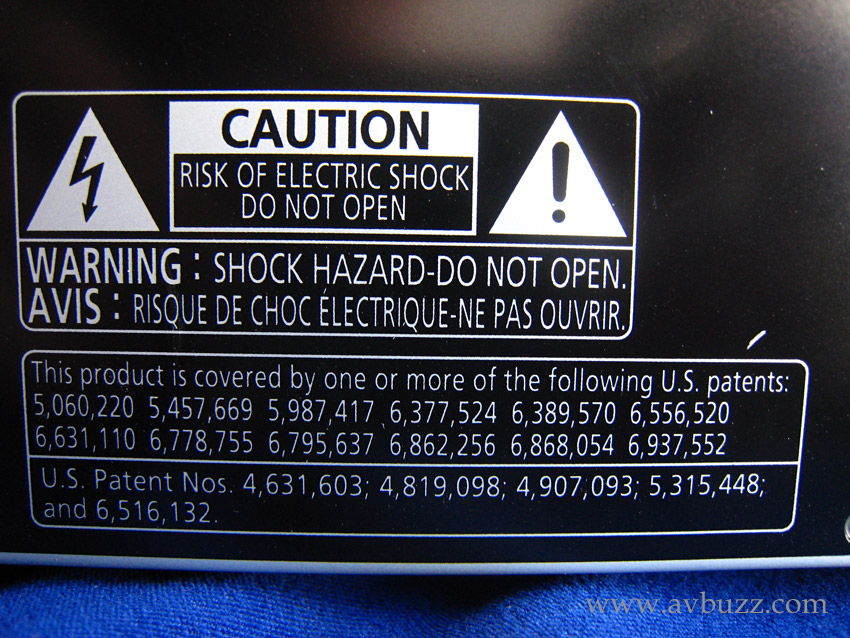 CAUTION
RISK OF ELECTRIC SHOCK
DO NOT OPEN
WARNING : SHOCK HAZARD-DO NOT OPEN.
AVIS : RISQUE DE CHOC ÉLECTRIQUE-NE PAS OUVRIR.
This product is covered by one or more of the following U.S. patents:
5,060,220 5,457,669 5,987,417 6,377,524 6,389,570 6,556,520
6,631,110 6,778,755 6,795,637 6,862,256 6,868,054 6,937,552
U.S. Patent Nos. 4,631,603; 4,819,098; 4,907,093; 5,315,448;
and 6,516,132.
www.avbuzz.com